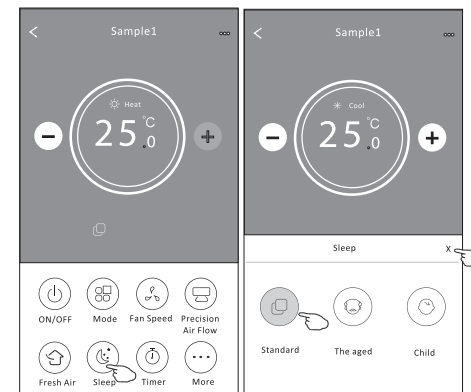 Sample1
Heat
25.0°C
ON/OFF
Mode
Fan Speed
Precision
Air Flow
Fresh Air
Sleep
Timer
More
Sample1
Cool
25.0°C
Sleep
X
Standard
The aged
Child